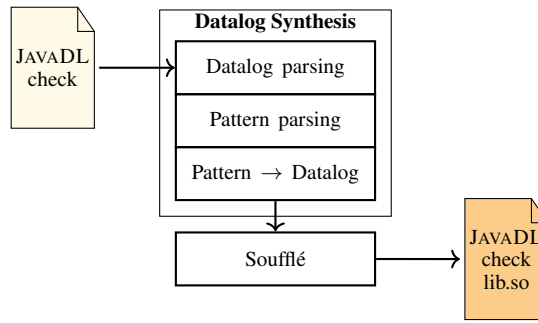 Datalog Synthesis
JAVADL
check
Datalog parsing
Pattern parsing
Pattern → Datalog
Soufflé
JAVADL
check
lib.so